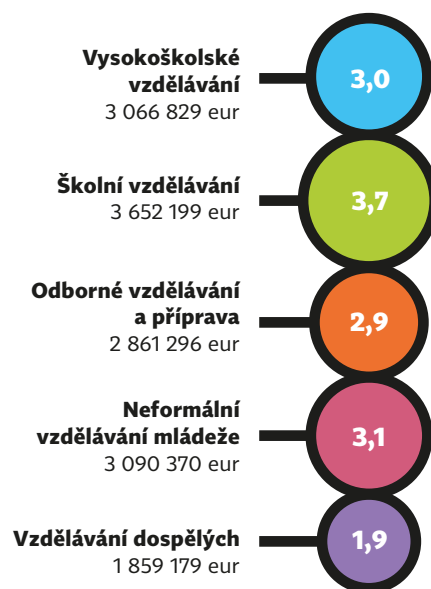 Vysokoškolské
vzdělávání
3 066 829 eur
3,0
Školní vzdělávání
3 652 199 eur
3,7
Odborné vzdělávání
a příprava
2 861 296 eur
2,9
Neformální
vzdělávání mládeže
3 090 370 eur
3,1
Vzdělávání dospělých
1 859 179 eur
1,9